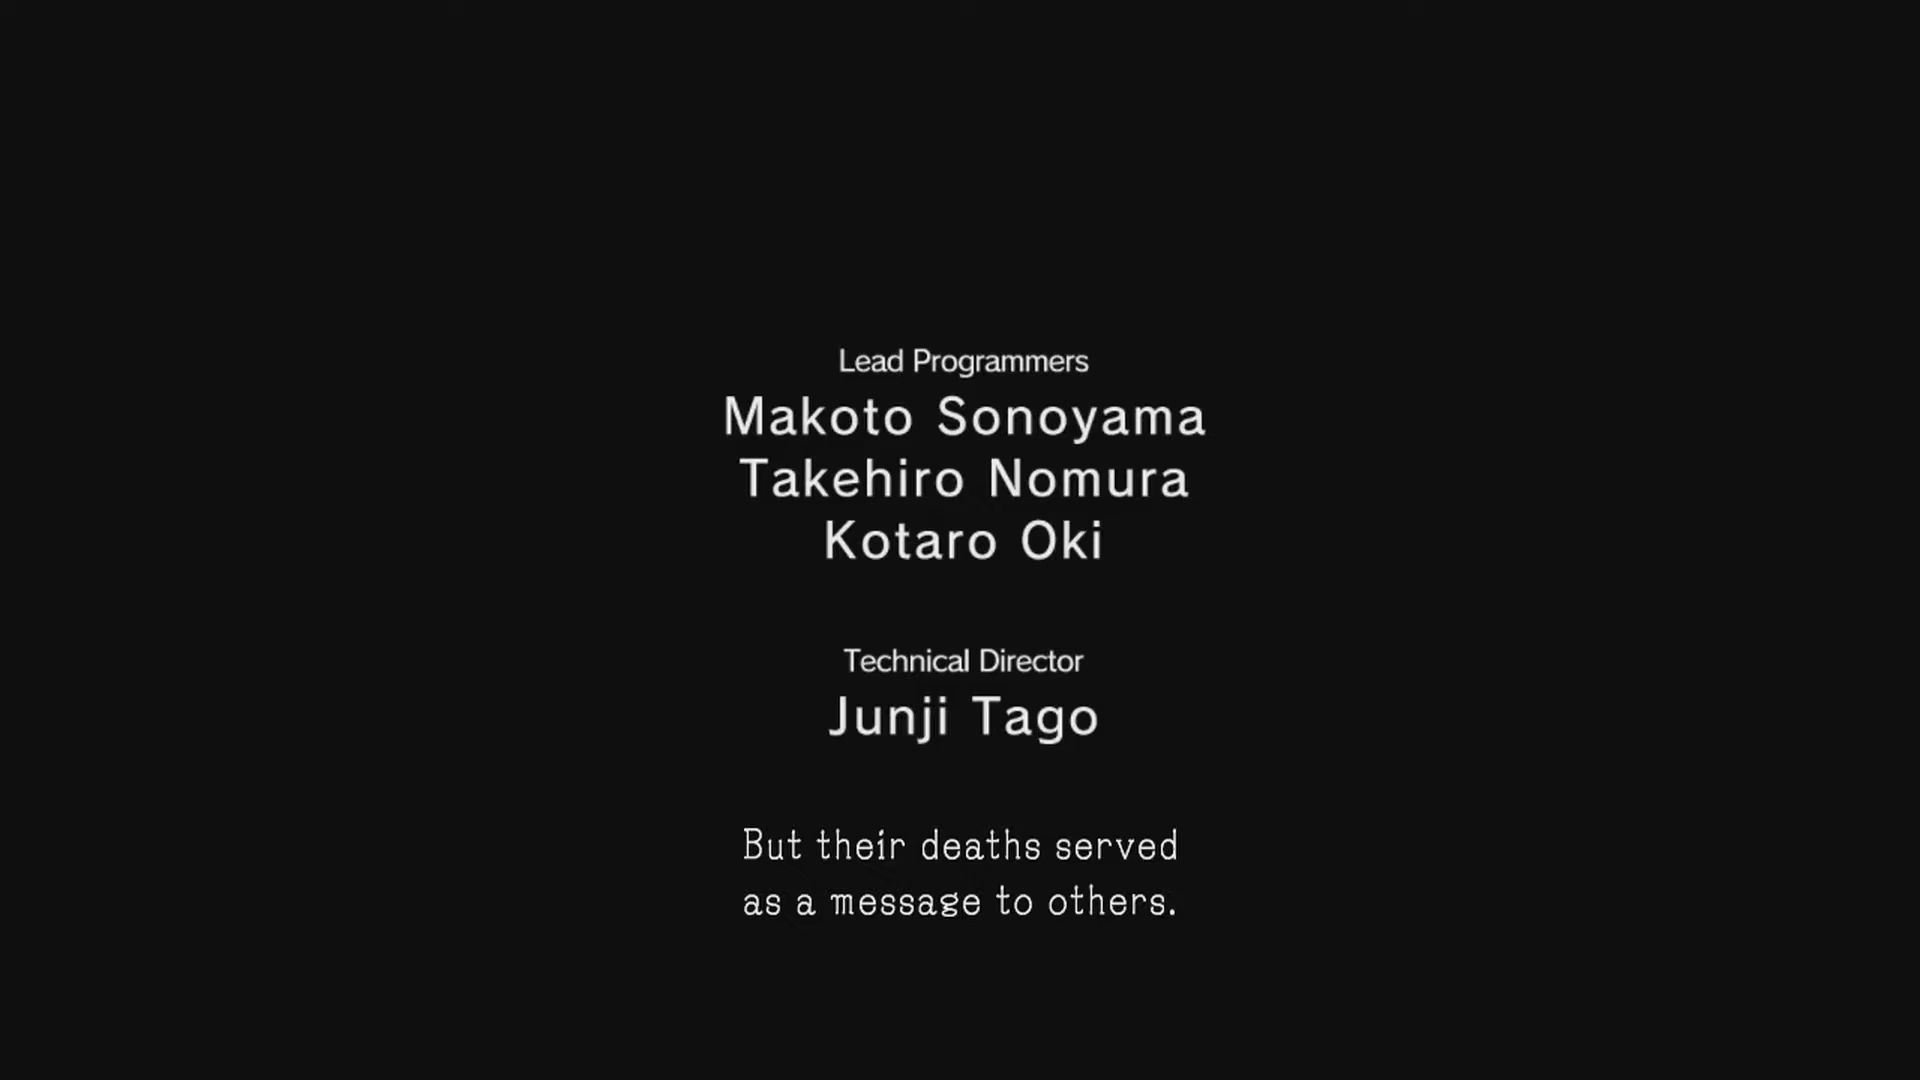 Lead Programmers
Makoto Sonoyama
Takehiro Nomura
Kotaro Oki
Technical Director
Junji Tago
But their deaths served
as a message to others.